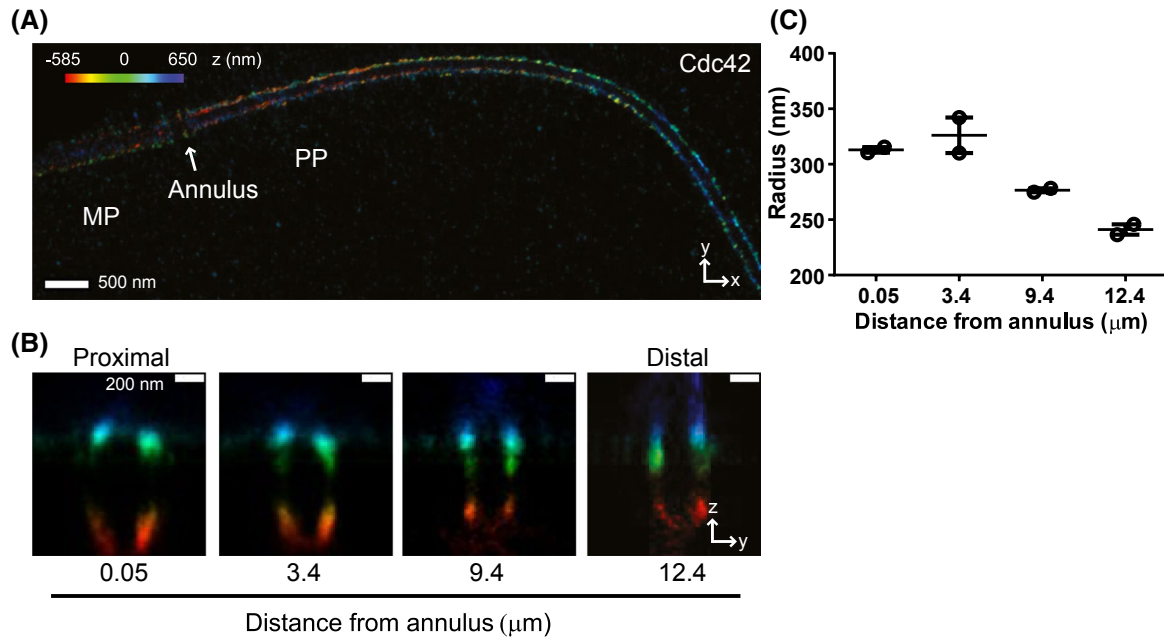 (A)
-585 0 650 z (nm)
Cdc42
Annulus
PP
MP
500 nm
y
x
(B)
Proximal
Distal
200 nm
z
y
0.05 3.4 9.4 12.4
Distance from annulus (μm)
(C)
Radius (nm)
400
350
300
250
200
0.05 3.4 9.4 12.4
Distance from annulus (μm)